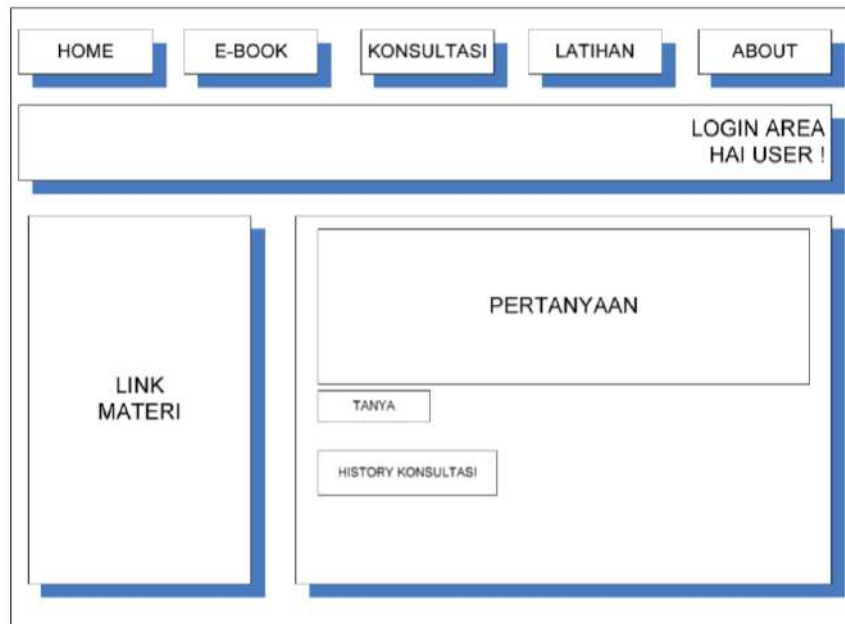 HOME
E-BOOK
KONSULTASI
LATIHAN
ABOUT
LOGIN AREA
HAI USER !
LINK
MATERI
PERTANYAAN
TANYA
HISTORY KONSULTASI